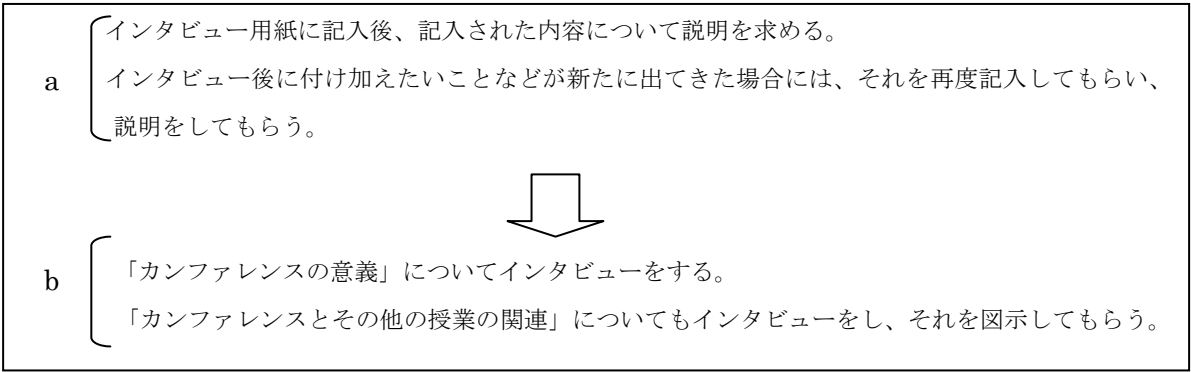 インタビュー用紙に記入後、記入された内容について説明を求める。
a
インタビュー後に付け加えたいことなどが新たに出てきた場合には、それを再度記入してもらい、
説明をしてもらう。
b
「カンファレンスの意義」についてインタビューをする。
「カンファレンスとその他の授業の関連」についてもインタビューをし、それを図示してもらう。